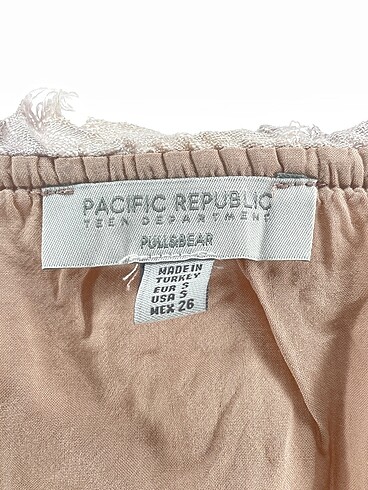 PACIFIC REPUBLIC
TEEN DEPARTMENT
PULL&BEAR
MADE IN
TURKEY
EUR S
USA S
MEX 26